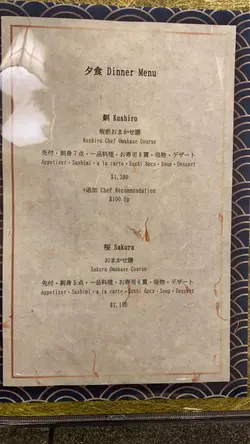 夕食 Dinner Menu
釧 Kushiro
板前おまかせ膳
Kushiro Chef Omakase Course
先付・刺身7点・一品料理・お寿司8貫・吸物・デザート
Appetizer・Sashimi・a la carte・Sushi 8pcs・Soup・Dessert
$1,380
+追加 Chef Recommendation
$100 Up
桜 Sakura
おまかせ膳
Sakura Omakase Course
先付・刺身5点・一品料理・お寿司6貫・吸物・デザート
Appetizer・Sashimi・a la carte・Sushi 6pcs・Soup・Dessert